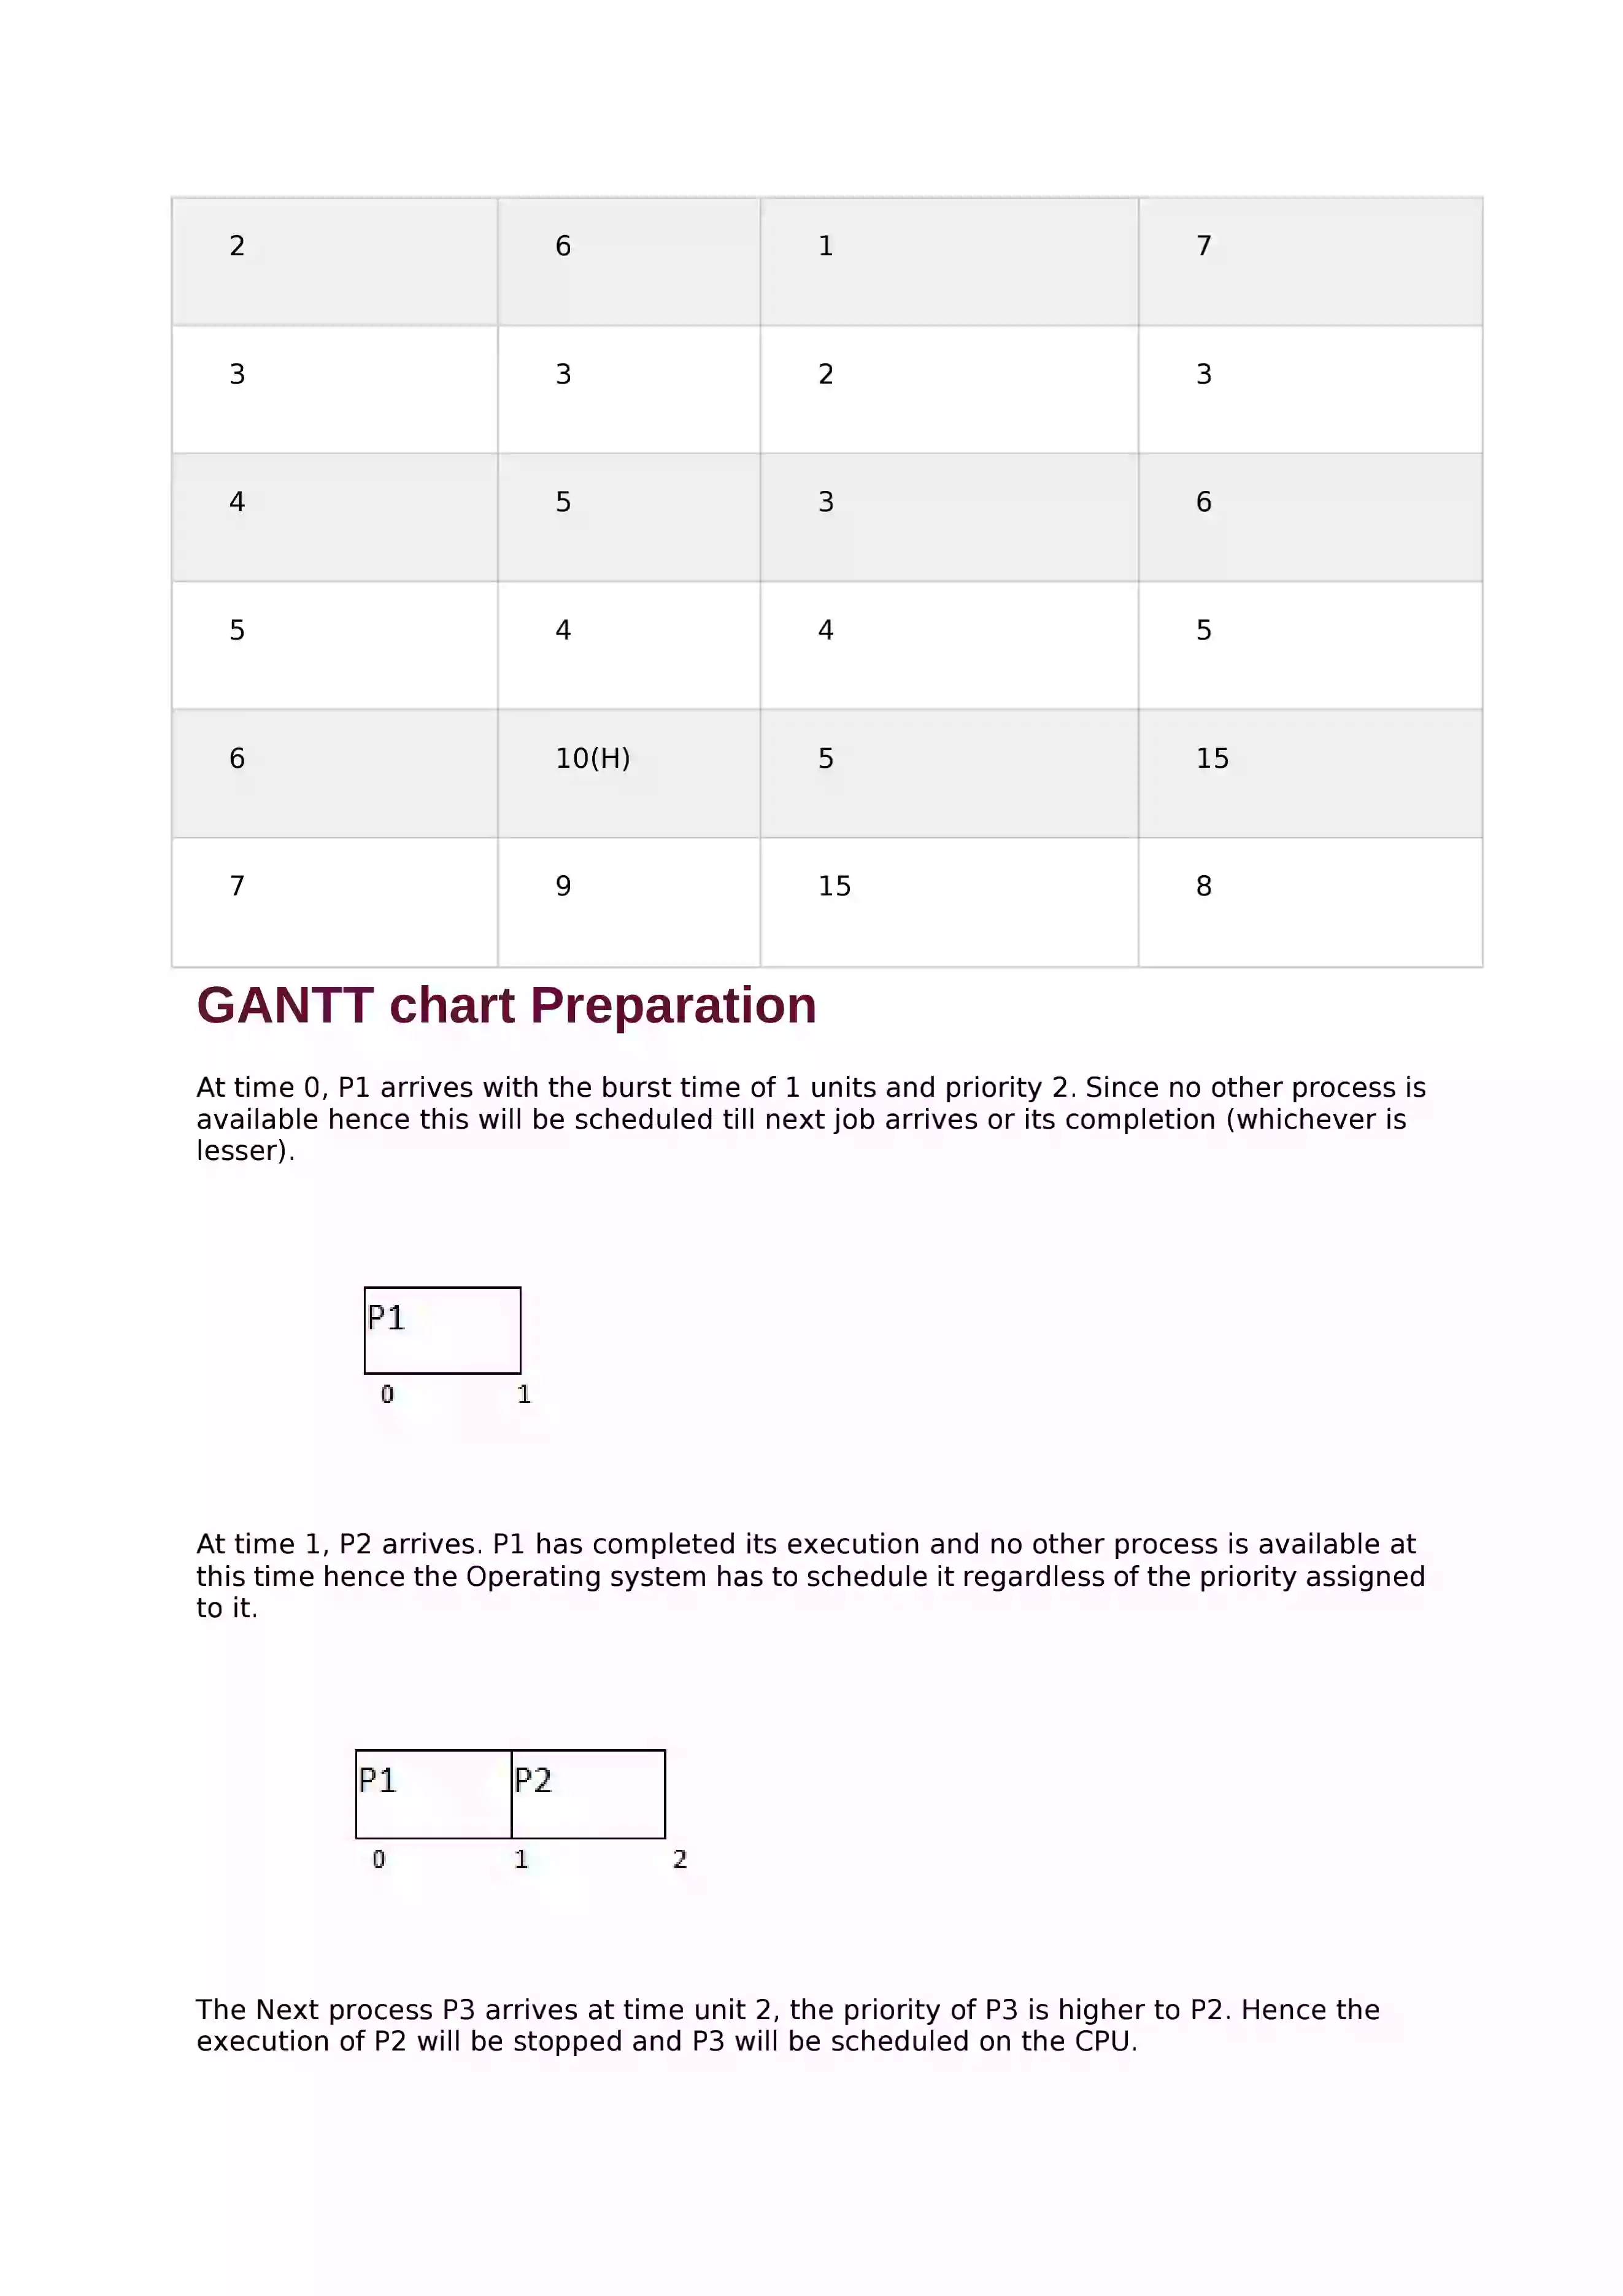 2 6 1 7
3 3 2 3
4 5 3 6
5 4 4 5
6 10(H) 5 15
7 9 15 8
GANTT chart Preparation
At time 0, P1 arrives with the burst time of 1 units and priority 2. Since no other process is
available hence this will be scheduled till next job arrives or its completion (whichever is
lesser).
P1
0 1
At time 1, P2 arrives. P1 has completed its execution and no other process is available at
this time hence the Operating system has to schedule it regardless of the priority assigned
to it.
P1 P2
0 1 2
The Next process P3 arrives at time unit 2, the priority of P3 is higher to P2. Hence the
execution of P2 will be stopped and P3 will be scheduled on the CPU.